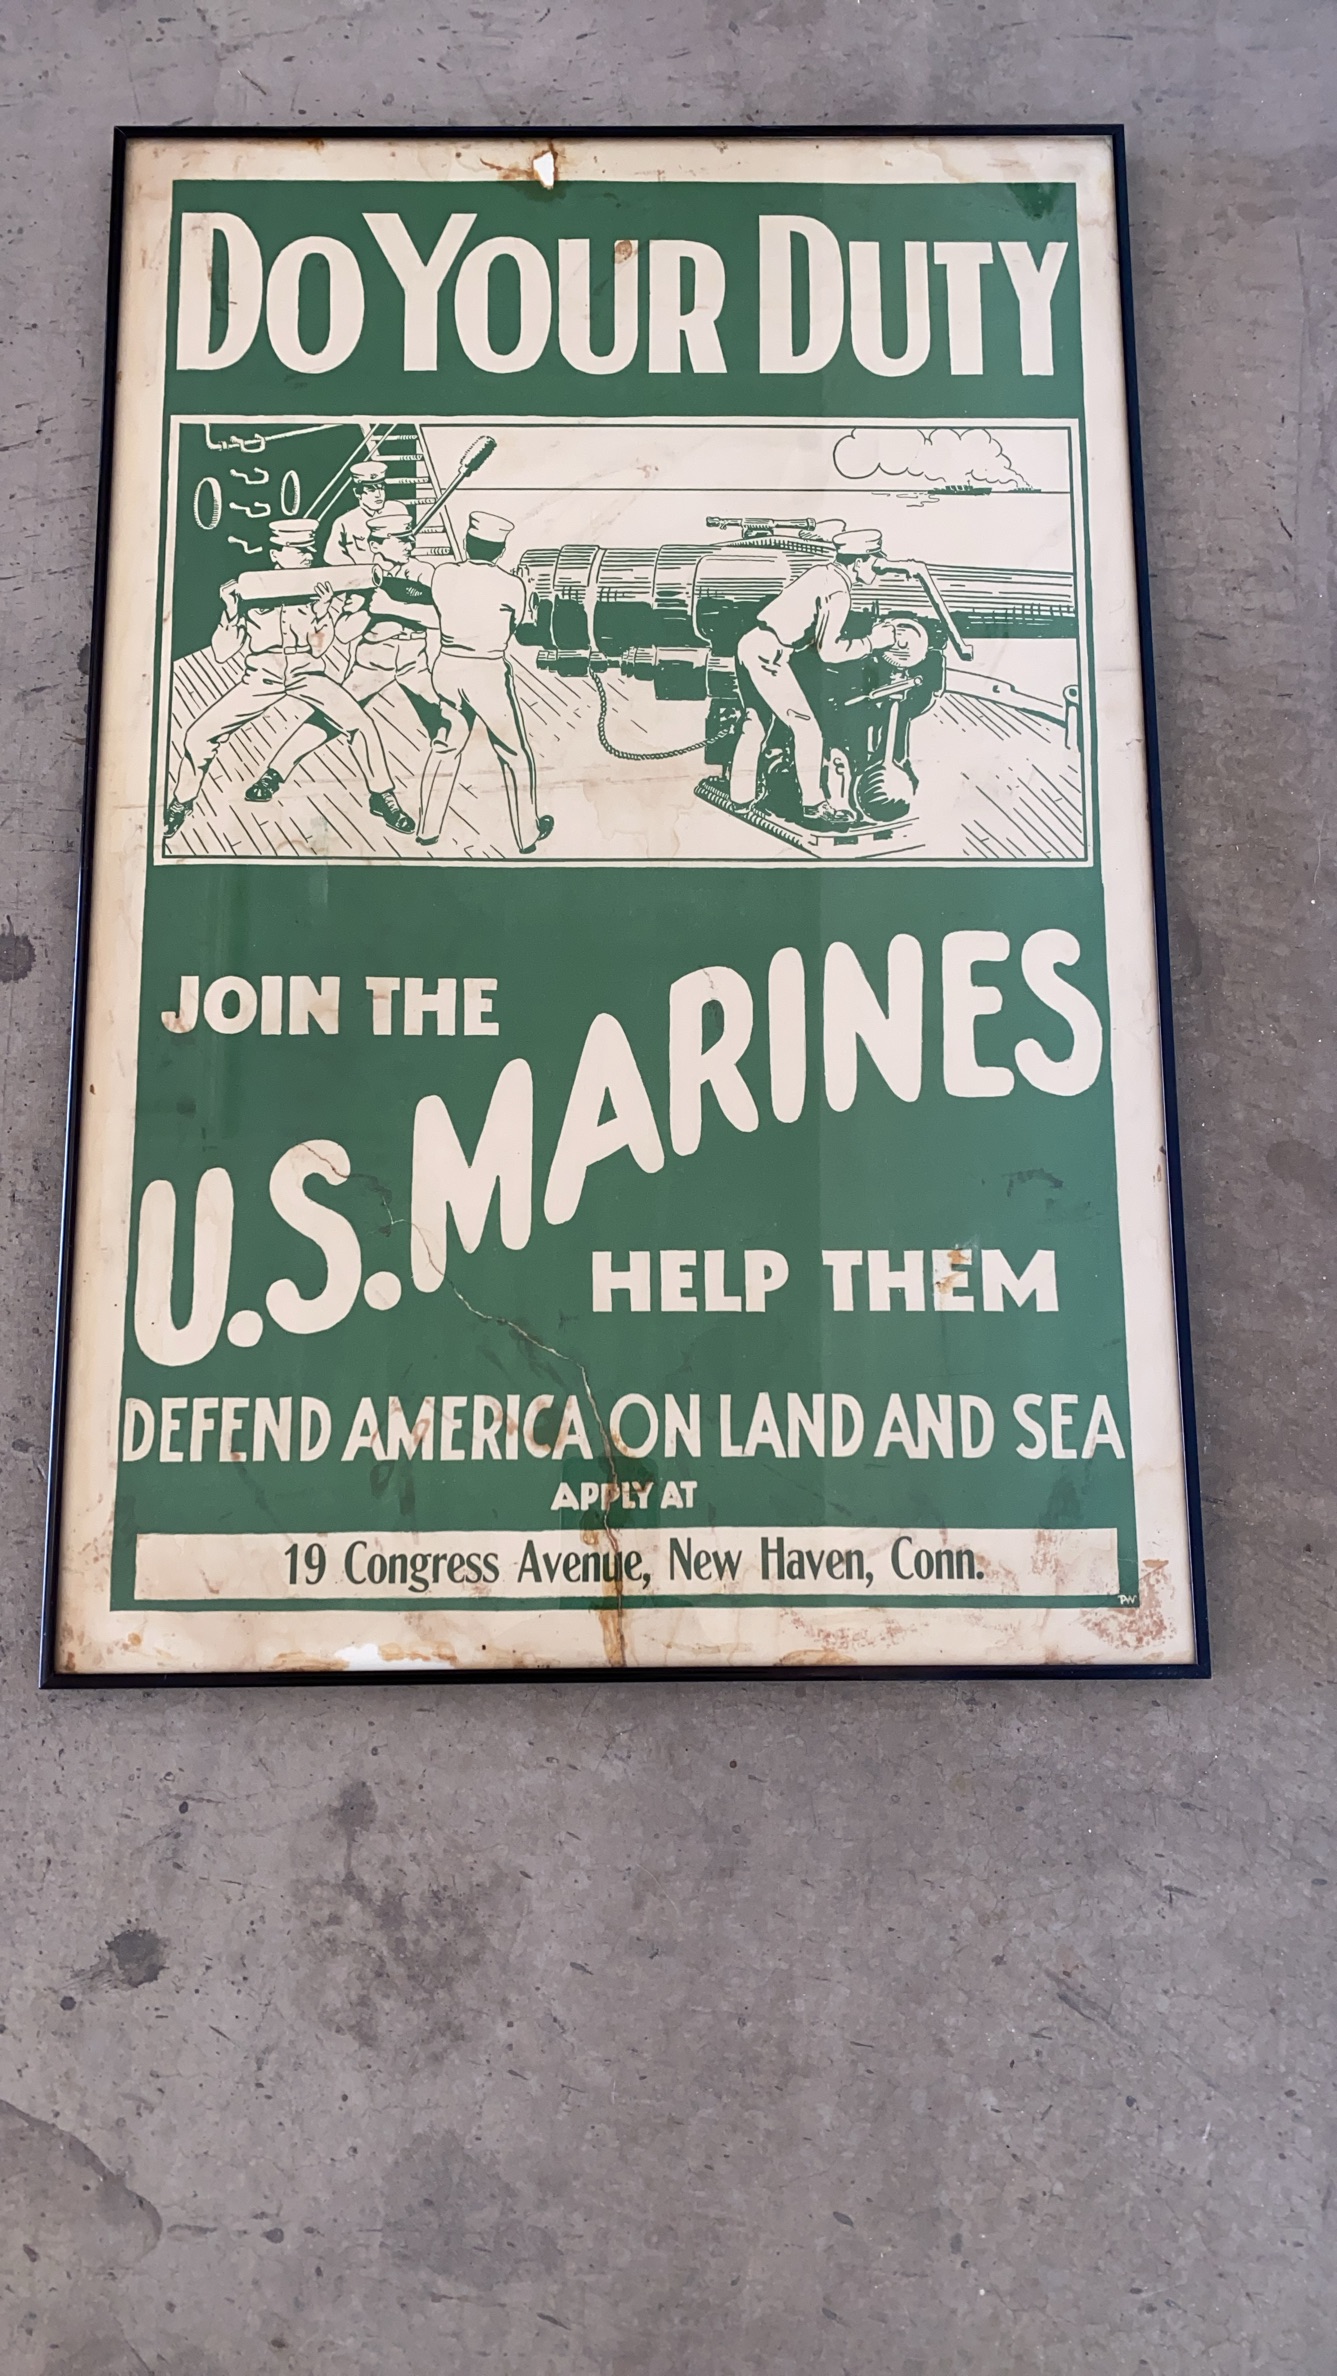 DO YOUR DUTY
JOIN THE
U.S. MARINES
HELP THEM
DEFEND AMERICA ON LAND AND SEA
APPLY AT
19 Congress Avenue, New Haven, Conn.